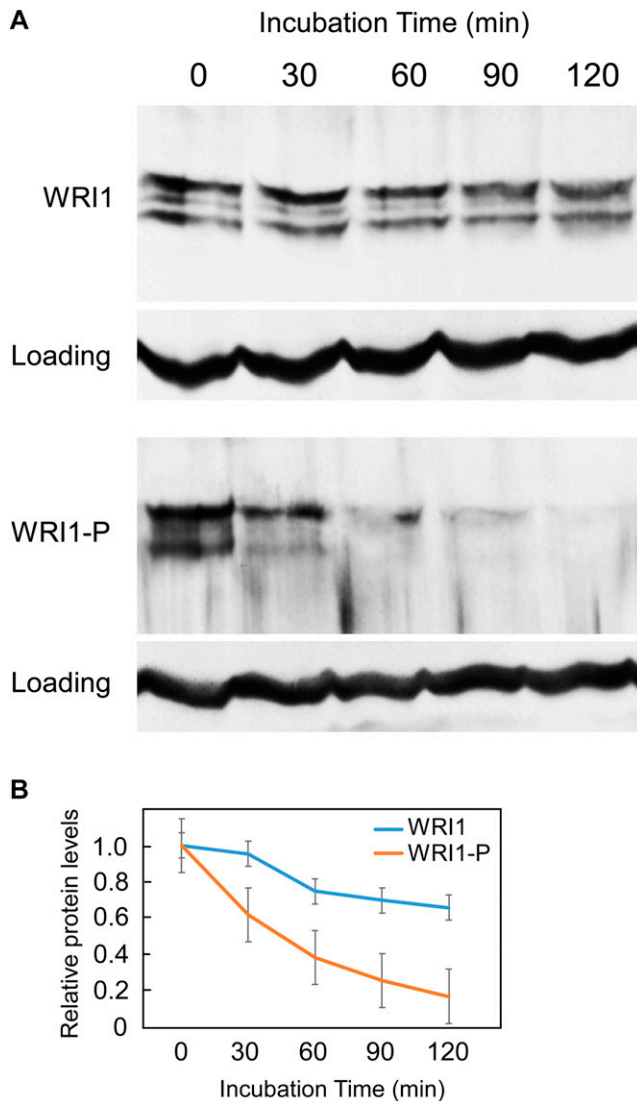 A
Incubation Time (min)
0 30 60 90 120
WRI1
Loading
WRI1-P
Loading
B
WRI1
WRI1-P
Relative protein levels
1.0
0.8
0.6
0.4
0.2
0
0 30 60 90 120
Incubation Time (min)